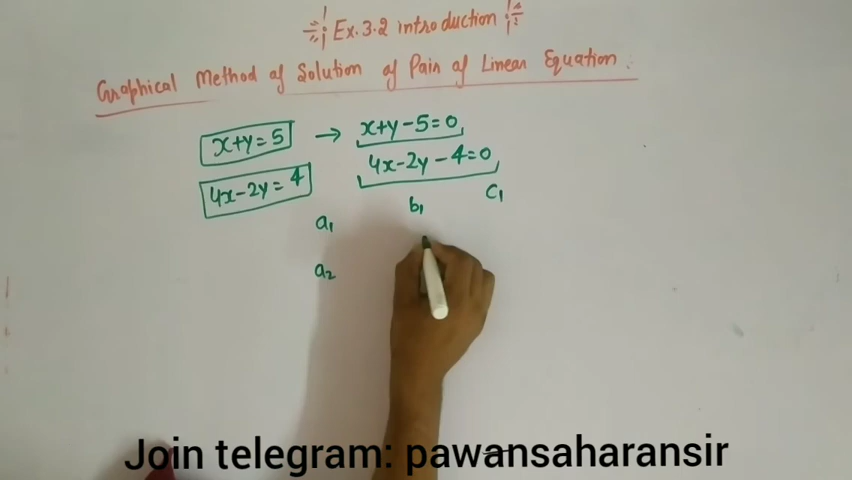 Ex. 3.2 introduction
Graphical Method of Solution of Pair of Linear Equation.
x+y=5 → x+y-5=0
4x-2y=4 4x-2y-4=0
a₁ b₁ c₁
a₂
Join telegram: pawansaharansir